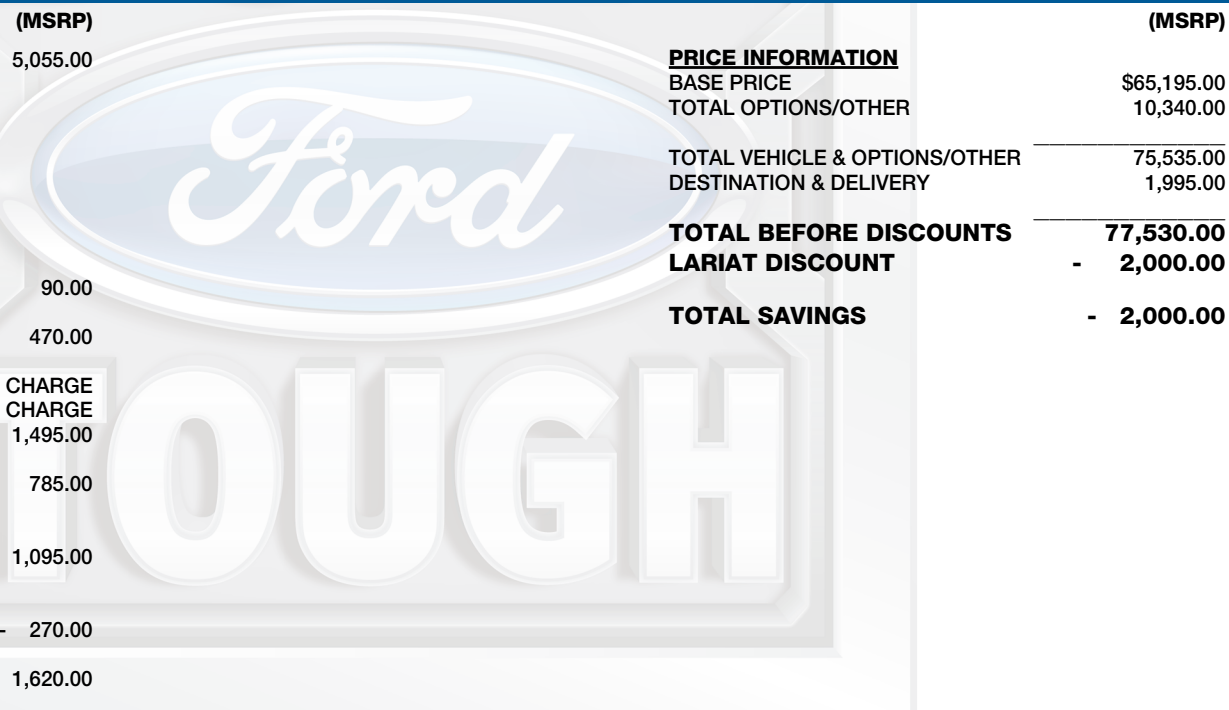 (MSRP)
5,055.00
90.00
470.00
CHARGE
CHARGE
1,495.00
785.00
1,095.00
- 270.00
1,620.00
Ford
TOUGH
(MSRP)
PRICE INFORMATION
BASE PRICE $65,195.00
TOTAL OPTIONS/OTHER 10,340.00
TOTAL VEHICLE & OPTIONS/OTHER 75,535.00
DESTINATION & DELIVERY 1,995.00
TOTAL BEFORE DISCOUNTS 77,530.00
LARIAT DISCOUNT - 2,000.00
TOTAL SAVINGS - 2,000.00